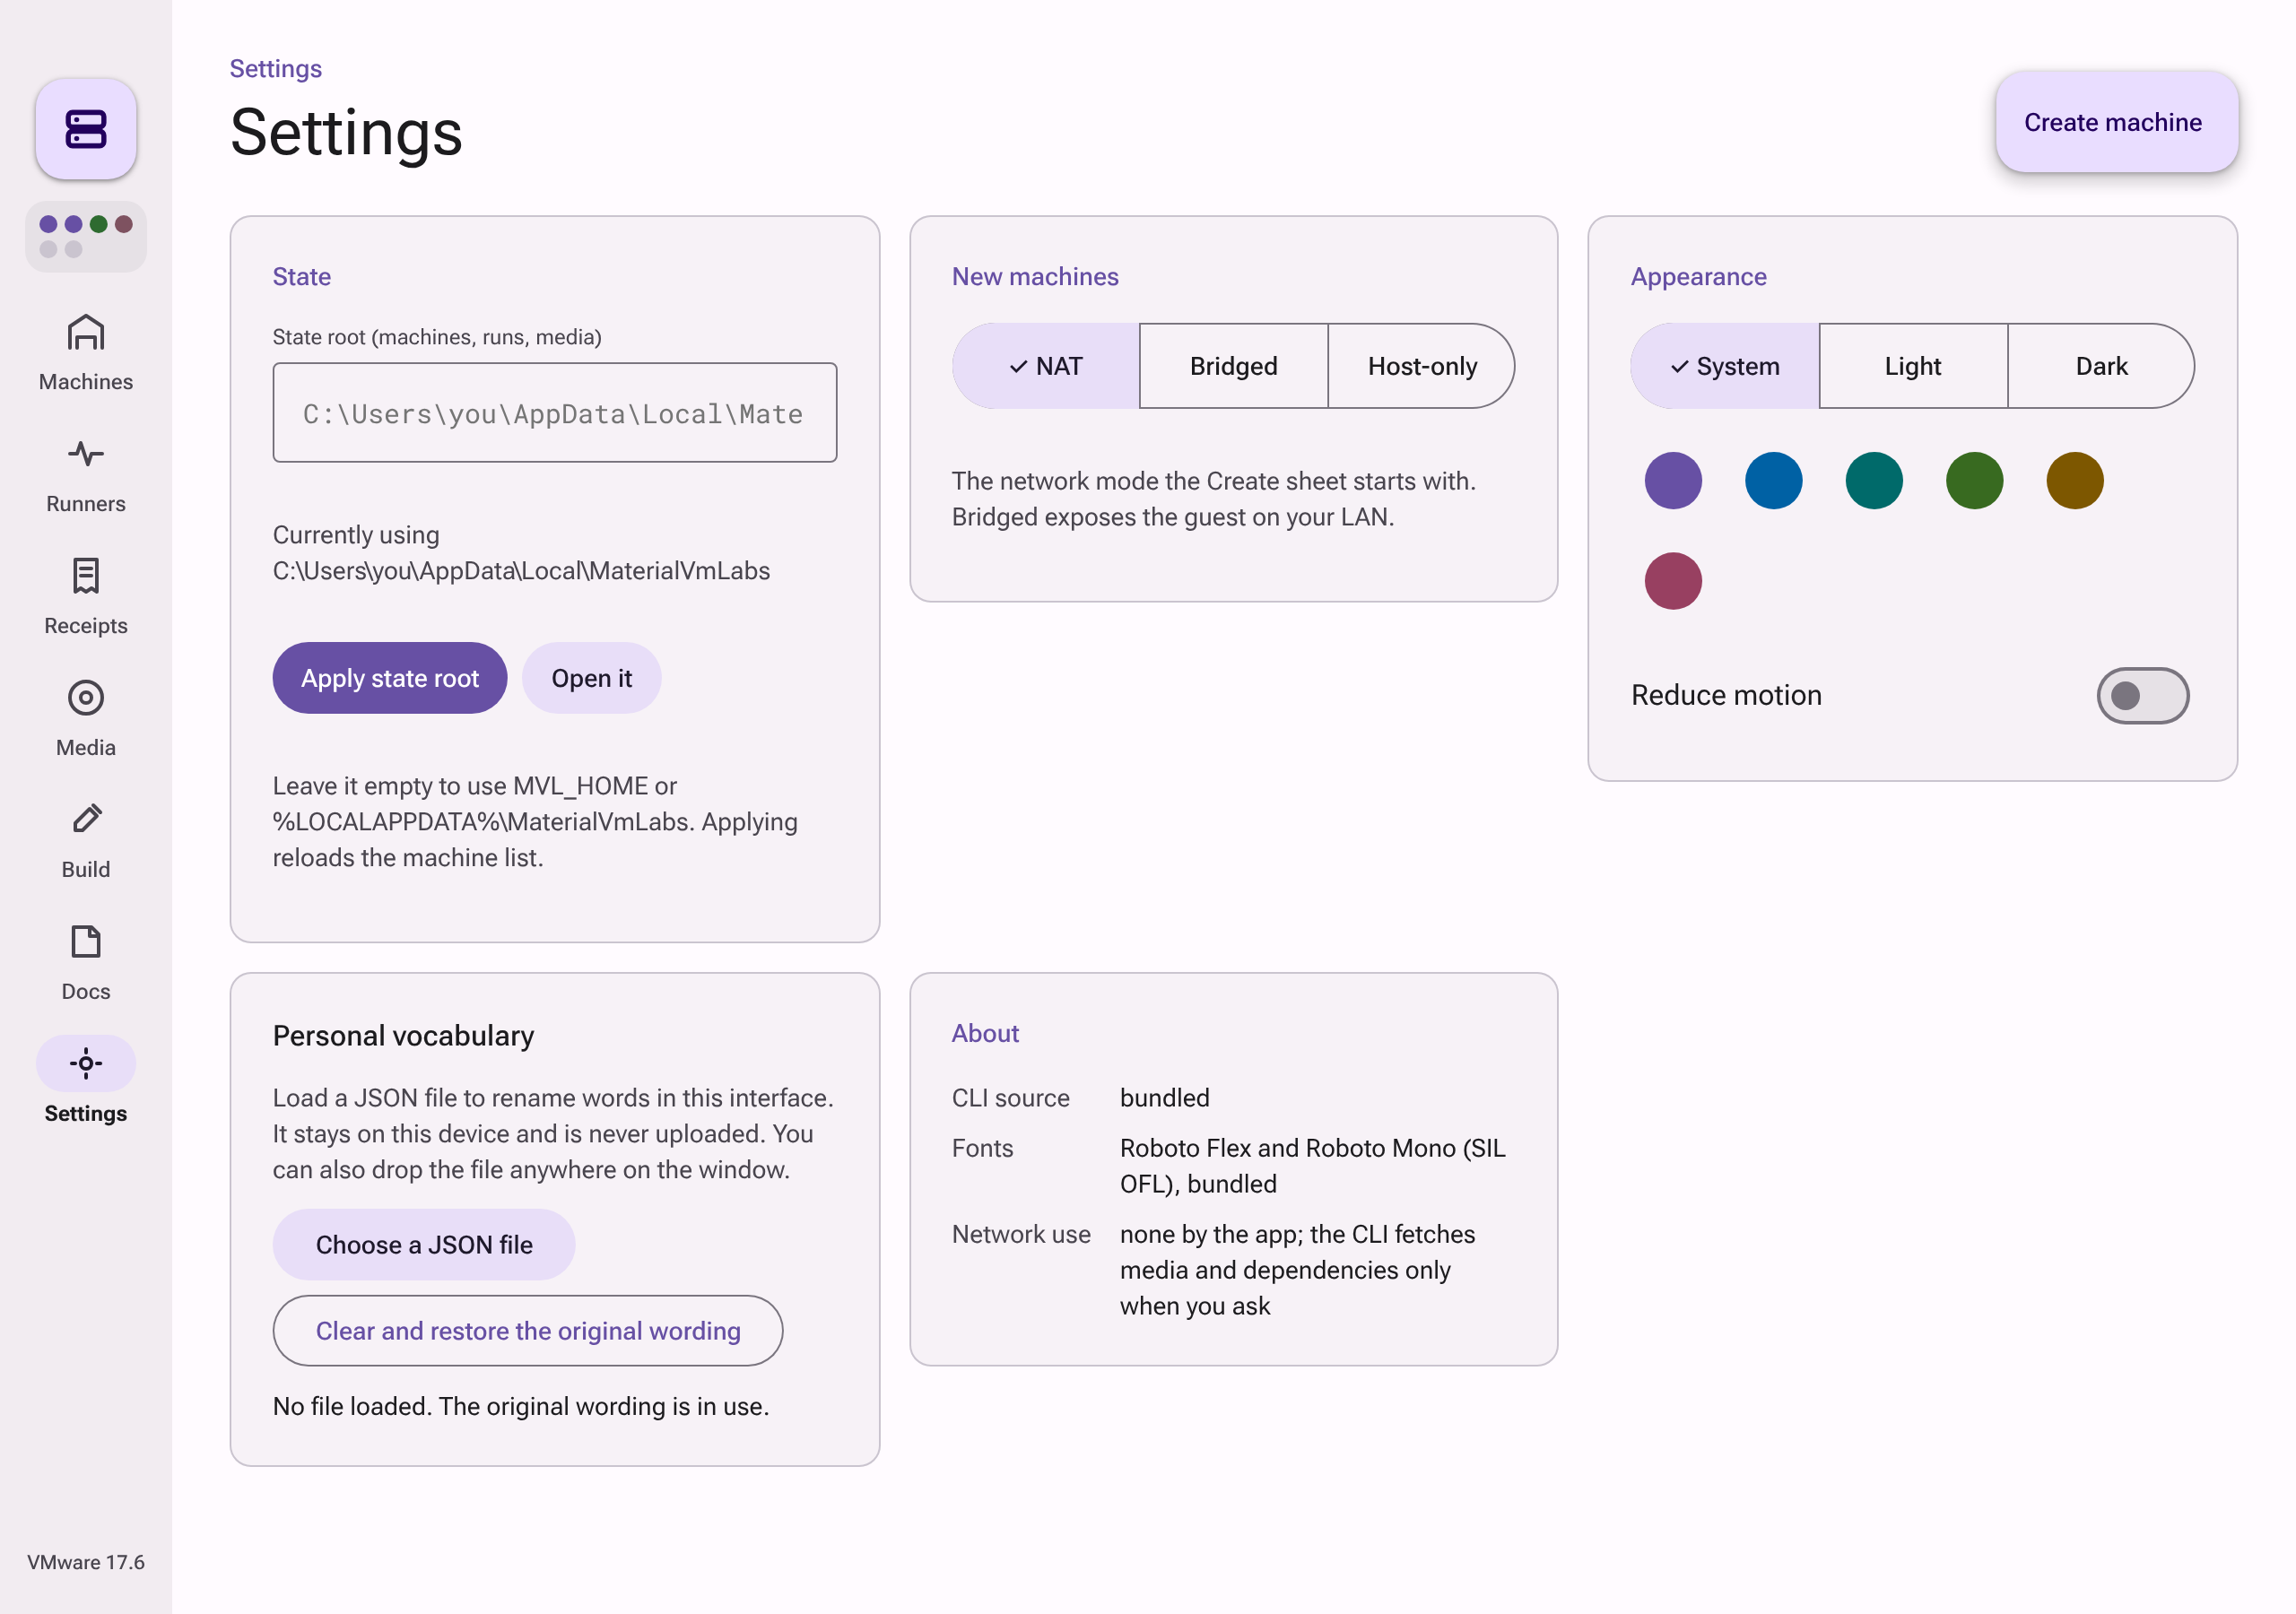 Settings
Settings
Create machine
Machines
Runners
Receipts
Media
Build
Docs
Settings
VMware 17.6
State
State root (machines, runs, media)
C:\Users\you\AppData\Local\Mate
Currently using
C:\Users\you\AppData\Local\MaterialVmLabs
Apply state root
Open it
Leave it empty to use MVL_HOME or
%LOCALAPPDATA%\MaterialVmLabs. Applying
reloads the machine list.
New machines
NAT
Bridged
Host-only
The network mode the Create sheet starts with.
Bridged exposes the guest on your LAN.
Appearance
System
Light
Dark
Reduce motion
Personal vocabulary
Load a JSON file to rename words in this interface.
It stays on this device and is never uploaded. You
can also drop the file anywhere on the window.
Choose a JSON file
Clear and restore the original wording
No file loaded. The original wording is in use.
About
CLI source bundled
Fonts Roboto Flex and Roboto Mono (SIL
OFL), bundled
Network use none by the app; the CLI fetches
media and dependencies only
when you ask